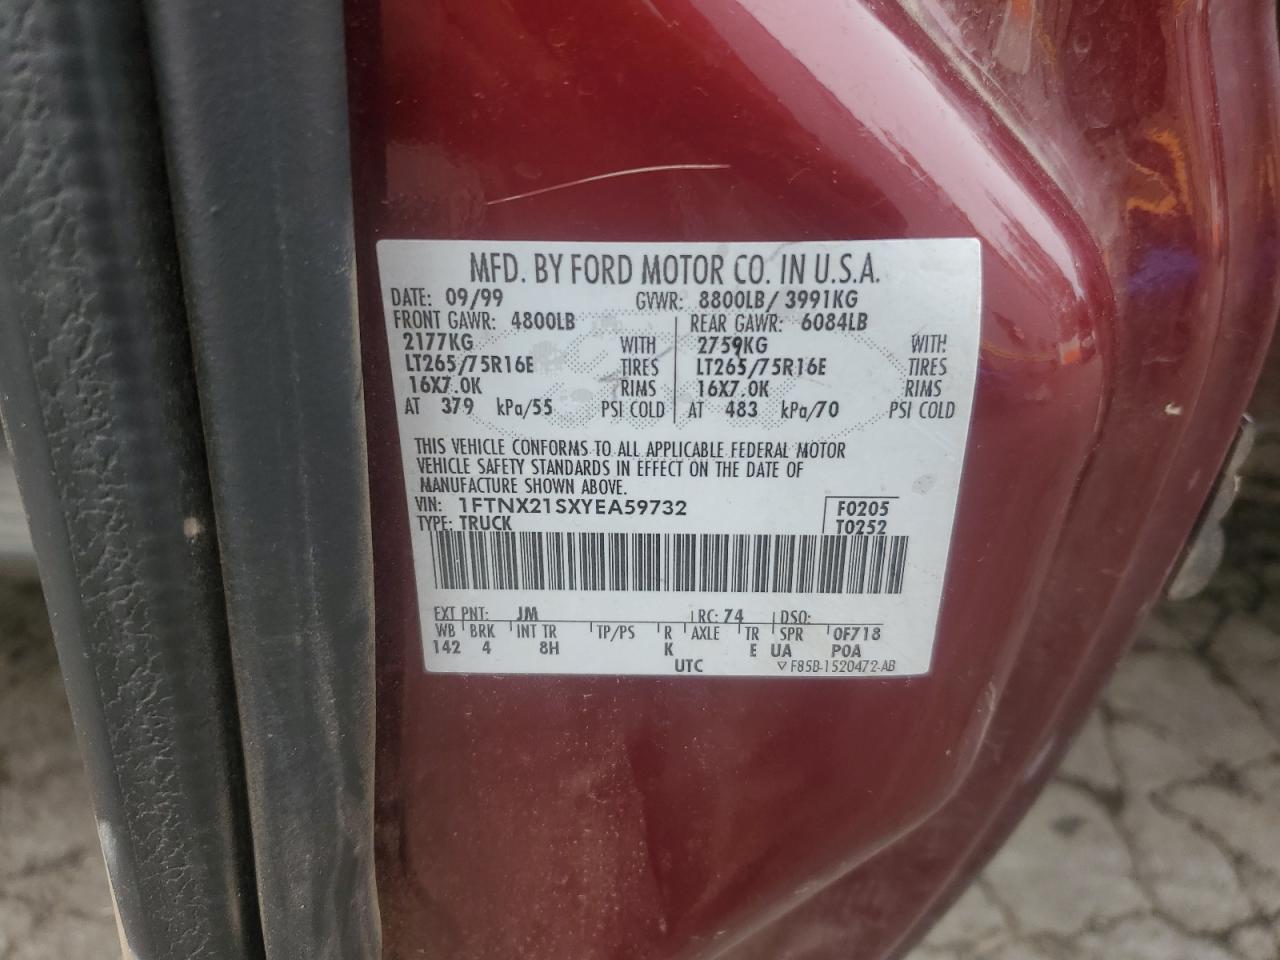 MFD. BY FORD MOTOR CO. IN U.S.A.
DATE: 09/99 GVWR: 8800LB/ 3991KG
FRONT GAWR: 4800LB REAR GAWR: 6084LB
2177KG WITH 2759KG WITH
LT265/75R16E TIRES LT265/75R16E TIRES
16X7.0K RIMS 16X7.0K RIMS
AT 379 kPa/55 PSI COLD AT 483 kPa/70 PSI COLD
THIS VEHICLE CONFORMS TO ALL APPLICABLE FEDERAL MOTOR
VEHICLE SAFETY STANDARDS IN EFFECT ON THE DATE OF
MANUFACTURE SHOWN ABOVE.
VIN: 1FTNX21SXYEA59732 F0205
TYPE: TRUCK T0252
EXT PNT: JM RC: 74 DSO:
WB BRK INT TR TP/PS R AXLE TR SPR 0F718
142 4 8H K E UA POA
UTC ▽ F85B-1520472-AB